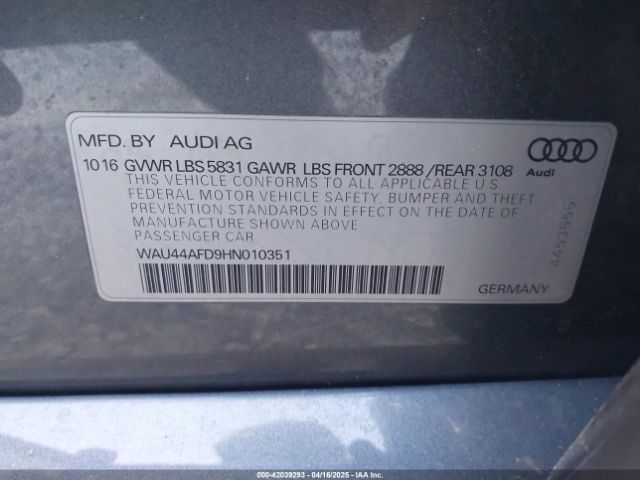 MFD. BY AUDI AG
10 16 GVWR LBS 5831 GAWR LBS FRONT 2888 / REAR 3108
THIS VEHICLE CONFORMS TO ALL APPLICABLE U S
FEDERAL MOTOR VEHICLE SAFETY, BUMPER AND THEFT
PREVENTION STANDARDS IN EFFECT ON THE DATE OF
MANUFACTURE SHOWN ABOVE
PASSENGER CAR
WAU44AFD9HN010351
Audi
4453555
GERMANY
000-42039293 - 04/16/2025 - IAAI.COM